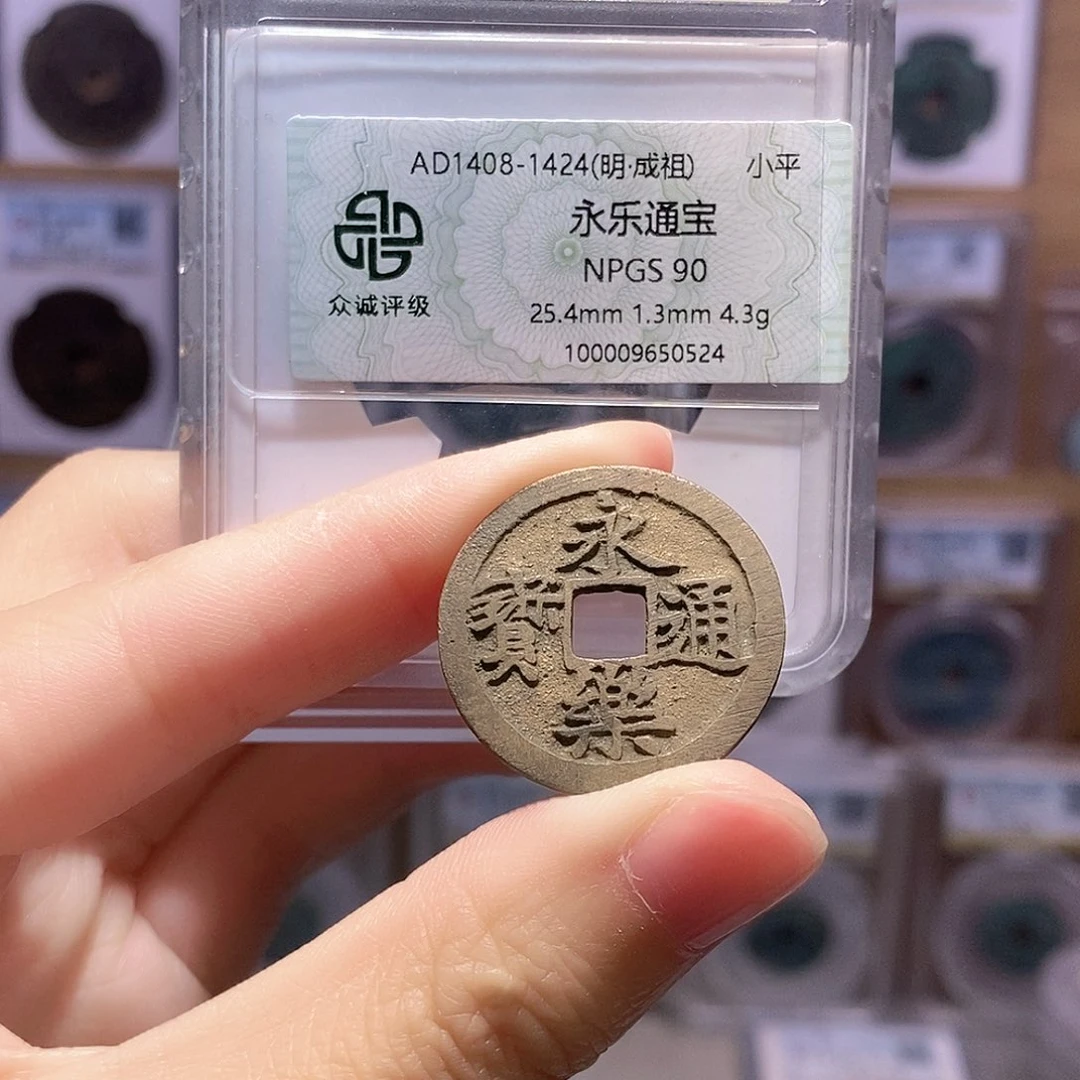 AD1408-1424(明·成祖) 小平
永乐通宝
NPGS 90
25.4mm 1.3mm 4.3g
100009650524
众诚评级
永樂通寳